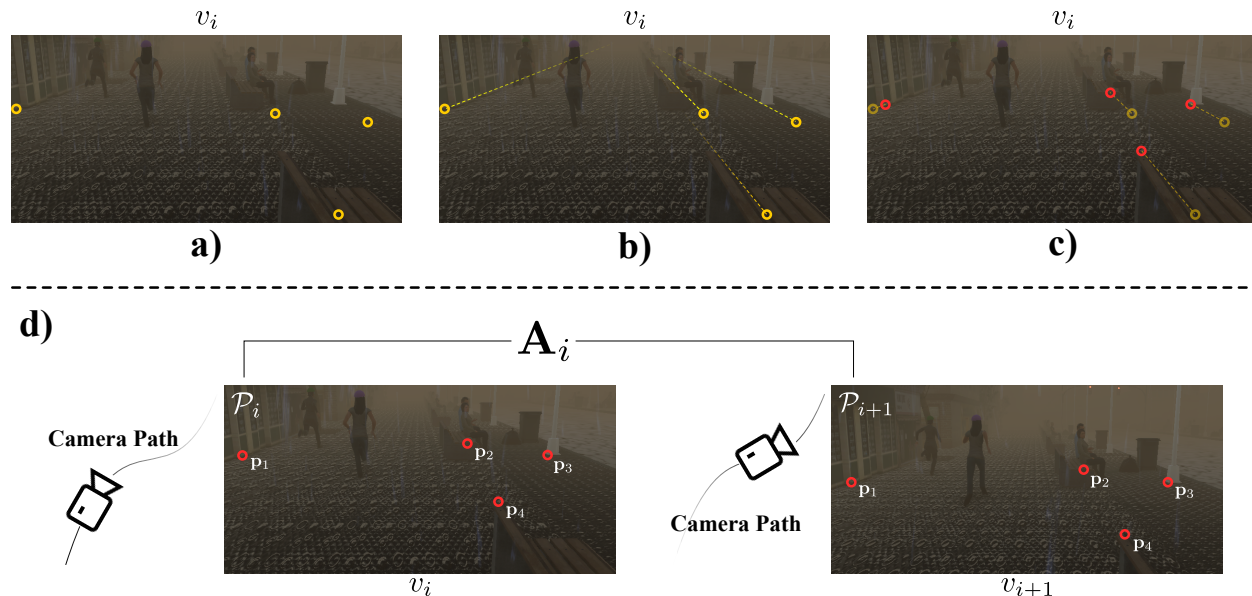 v_i
v_i
v_i
a)
b)
c)
d)
A_i
P_i
P_{i+1}
Camera Path
p_1
p_2
p_3
p_4
Camera Path
p_1
p_2
p_3
p_4
v_i
v_{i+1}